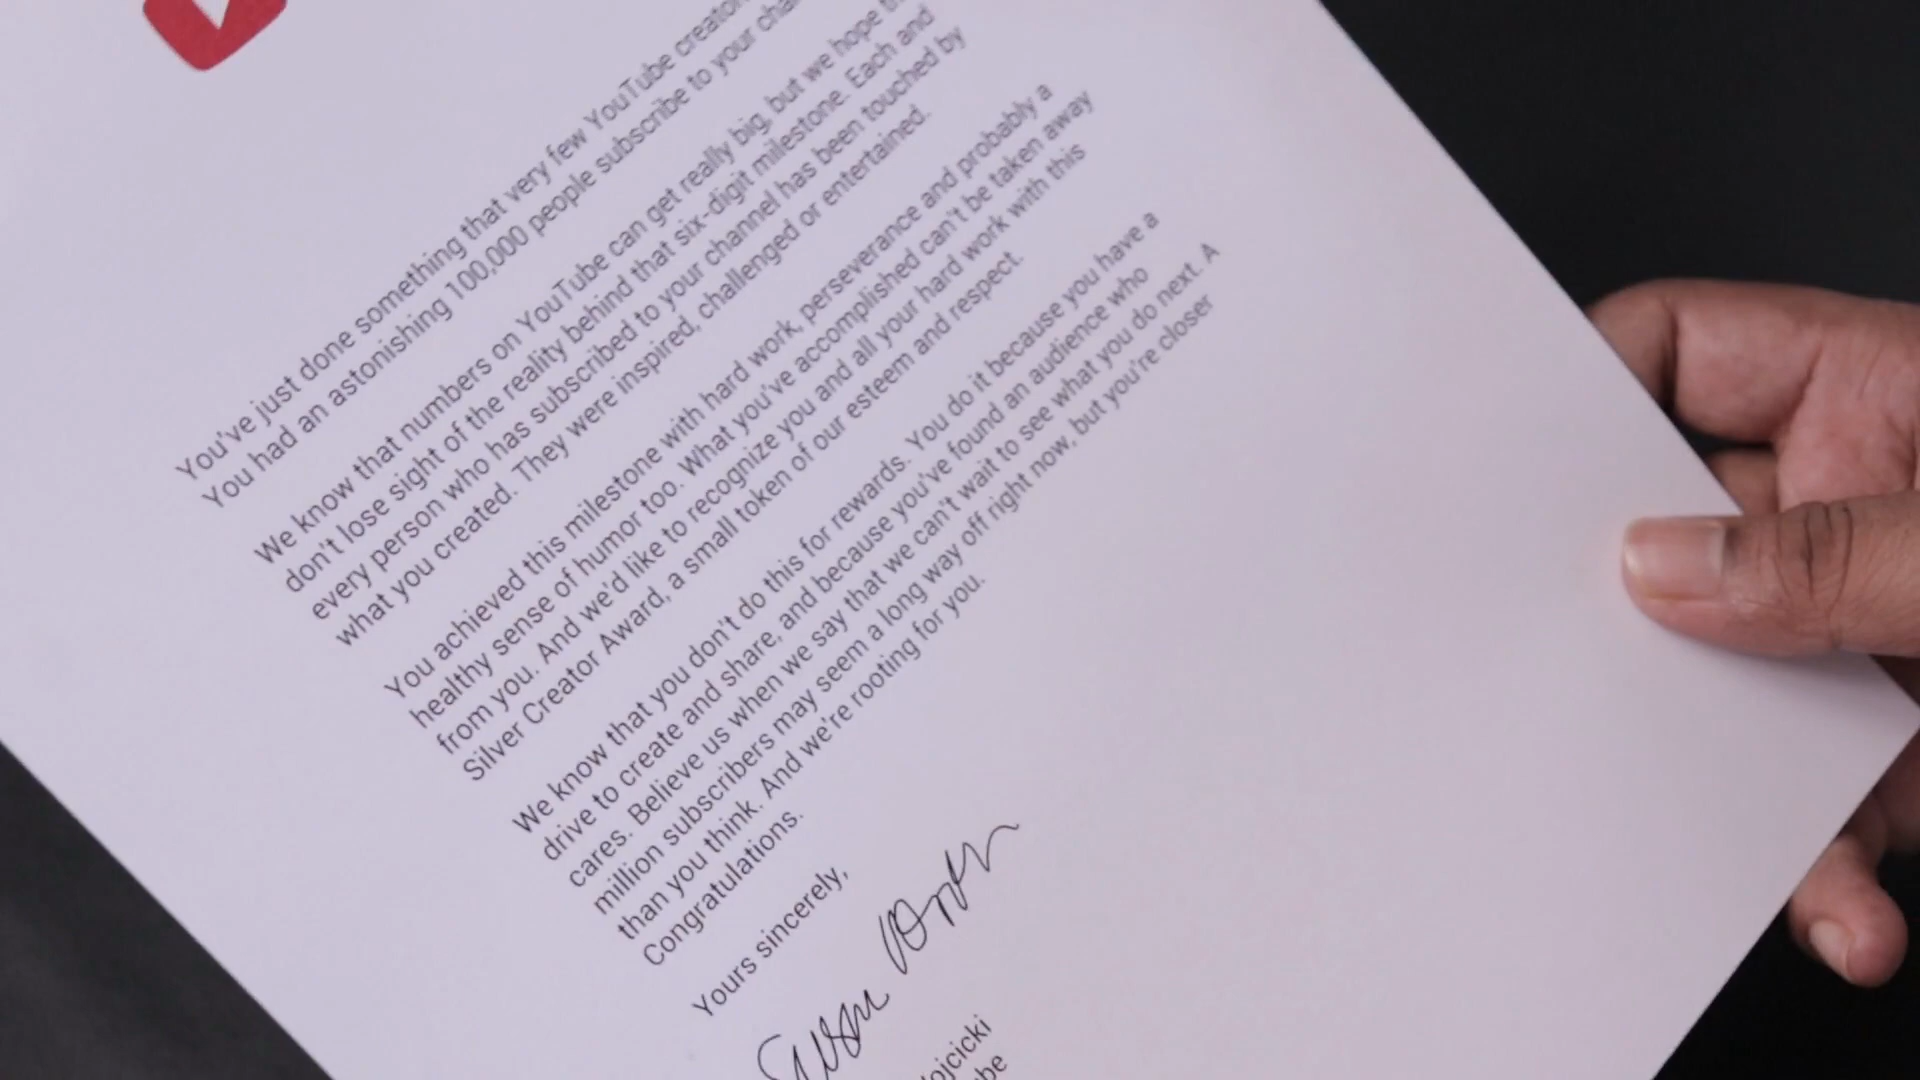 You've just done something that very few YouTube
You had an astonishing 100,000 people subscribe to your
We know that numbers on YouTube can get really big, but we hope
don't lose sight of the reality behind that six-digit milestone. Each and
every person who has subscribed to your channel has been touched by
what you created. They were inspired, challenged or entertained.
You achieved this milestone with hard work, perseverance and probably a
healthy sense of humor too. What you've accomplished can't be taken away
from you. And we'd like to recognize you and all your hard work with this
Silver Creator Award, a small token of our esteem and respect.
We know that you don't do this for rewards. You do it because you have a
drive to create and share, and because you've found an audience who
cares. Believe us when we say that we can't wait to see what you do next. A
million subscribers may seem a long way off right now, but you're closer
than you think. And we're rooting for you.
Congratulations.
Yours sincerely,
Susan
ojcicki
be